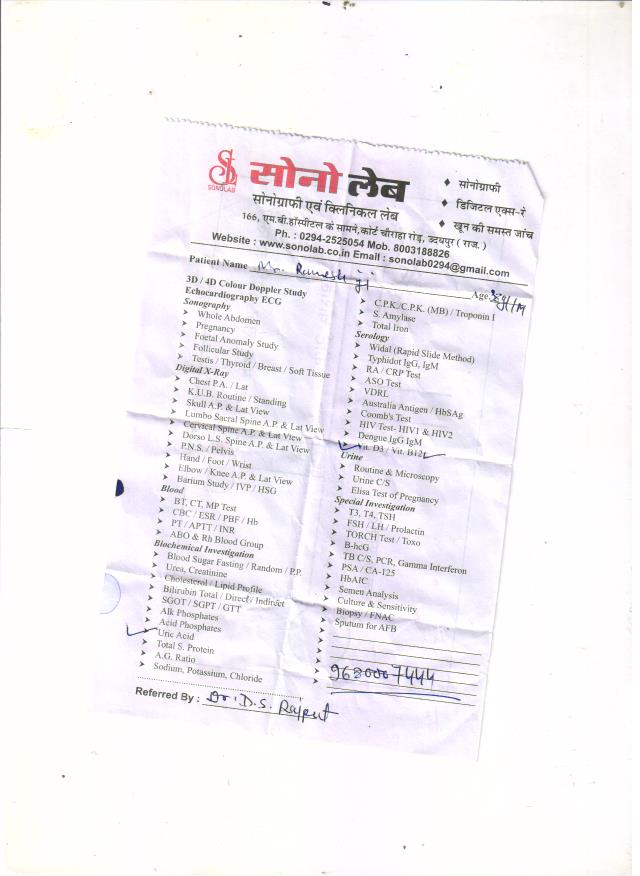 SONOLAB
सोनो लेब
सोनोग्राफी एवं क्लिनिकल लेब
♦ सोनोग्राफी
♦ डिजिटल एक्स-रे
♦ खून की समस्त जांच
166, एम.बी.हॉस्पीटल के सामने,कोर्ट चौराहा रोड़, उदयपुर ( राज. )
Ph. : 0294-2525054 Mob. 8003188826
Website : www.sonolab.co.in Email : sonolab0294@gmail.com
Patient Name Mr. Ramesh ji Age 38y/M
3D / 4D Colour Doppler Study
Echocardiography ECG
Sonography
➤ Whole Abdomen
➤ Pregnancy
➤ Foetal Anomaly Study
➤ Follicular Study
➤ Testis / Thyroid / Breast / Soft Tissue
Digital X-Ray
➤ Chest P.A. / Lat
➤ K.U.B. Routine / Standing
➤ Skull A.P. & Lat View
➤ Lumbo Sacral Spine A.P. & Lat View
➤ Cervical Spine A.P. & Lat View
➤ Dorso L.S. Spine A.P. & Lat View
➤ P.N.S. / Pelvis
➤ Hand / Foot / Wrist
➤ Elbow / Knee A.P. & Lat View
➤ Barium Study / IVP / HSG
Blood
➤ BT, CT, MP Test
➤ CBC / ESR / PBF / Hb
➤ PT / APTT / INR
➤ ABO & Rh Blood Group
Biochemical Investigation
➤ Blood Sugar Fasting / Random / P.P.
➤ Urea, Creatinine
➤ Cholesterol / Lipid Profile
➤ Bilirubin Total / Direct / Indirect
➤ SGOT / SGPT / GTT
➤ Alk Phosphates
➤ Acid Phosphates
➤ Uric Acid
➤ Total S. Protein
➤ A.G. Ratio
➤ Sodium, Potassium, Chloride
➤ C.P.K./C.P.K. (MB) / Troponin I
➤ S. Amylase
➤ Total Iron
Serology
➤ Widal (Rapid Slide Method)
➤ Typhidot IgG, IgM
➤ RA / CRP Test
➤ ASO Test
➤ VDRL
➤ Australia Antigen / HbSAg
➤ Coomb's Test
➤ HIV Test- HIV1 & HIV2
➤ Dengue IgG IgM
➤ Vit. D3 / Vit. B12
Urine
➤ Routine & Microscopy
➤ Urine C/S
➤ Elisa Test of Pregnancy
Special Investigation
➤ T3, T4, TSH
➤ FSH / LH / Prolactin
➤ TORCH Test / Toxo
➤ B-hcG
➤ TB C/S, PCR, Gamma Interferon
➤ PSA / CA-125
➤ HbAIC
➤ Semen Analysis
➤ Culture & Sensitivity
➤ Biopsy / FNAC
➤ Sputum for AFB
9680007444
Referred By : Dr. D.S. Rajput